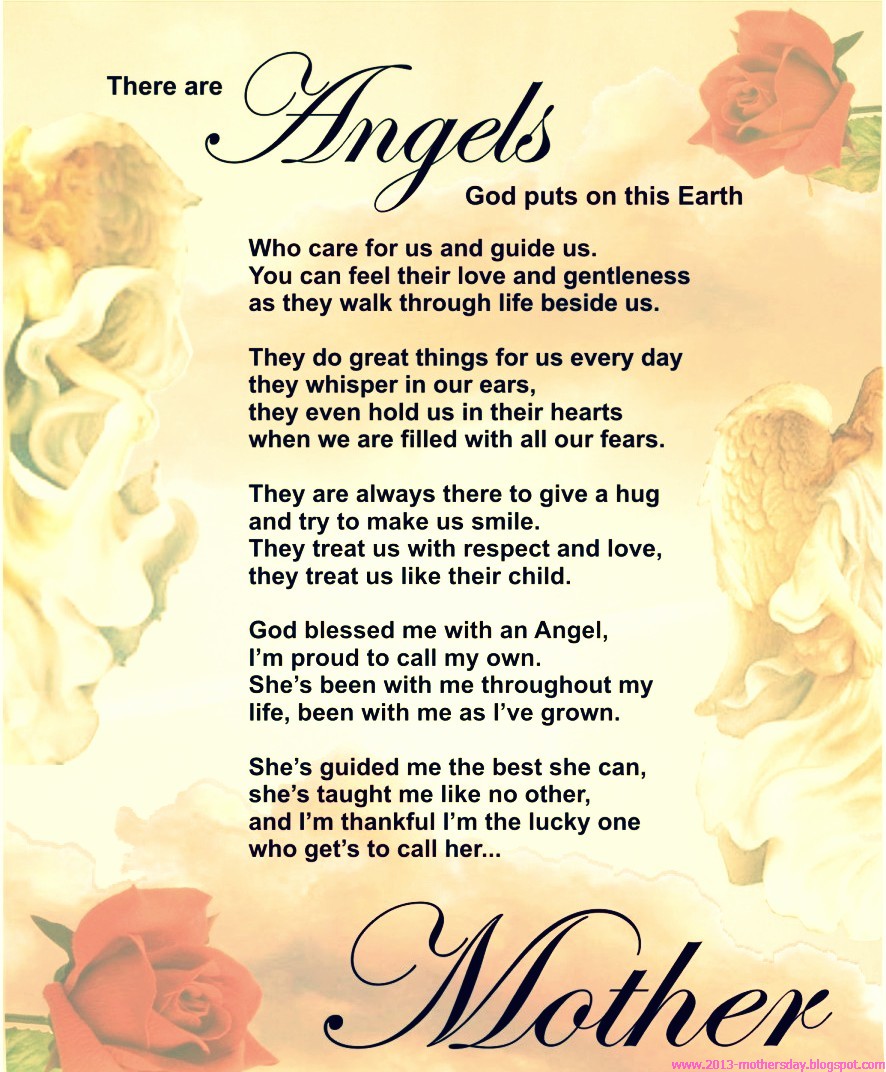 There are Angels
God puts on this Earth
Who care for us and guide us.
You can feel their love and gentleness
as they walk through life beside us.
They do great things for us every day
they whisper in our ears,
they even hold us in their hearts
when we are filled with all our fears.
They are always there to give a hug
and try to make us smile.
They treat us with respect and love,
they treat us like their child.
God blessed me with an Angel,
I’m proud to call my own.
She’s been with me throughout my
life, been with me as I’ve grown.
She’s guided me the best she can,
she’s taught me like no other,
and I’m thankful I’m the lucky one
who get’s to call her...
Mother
www.2013-mothersday.blogspot.com